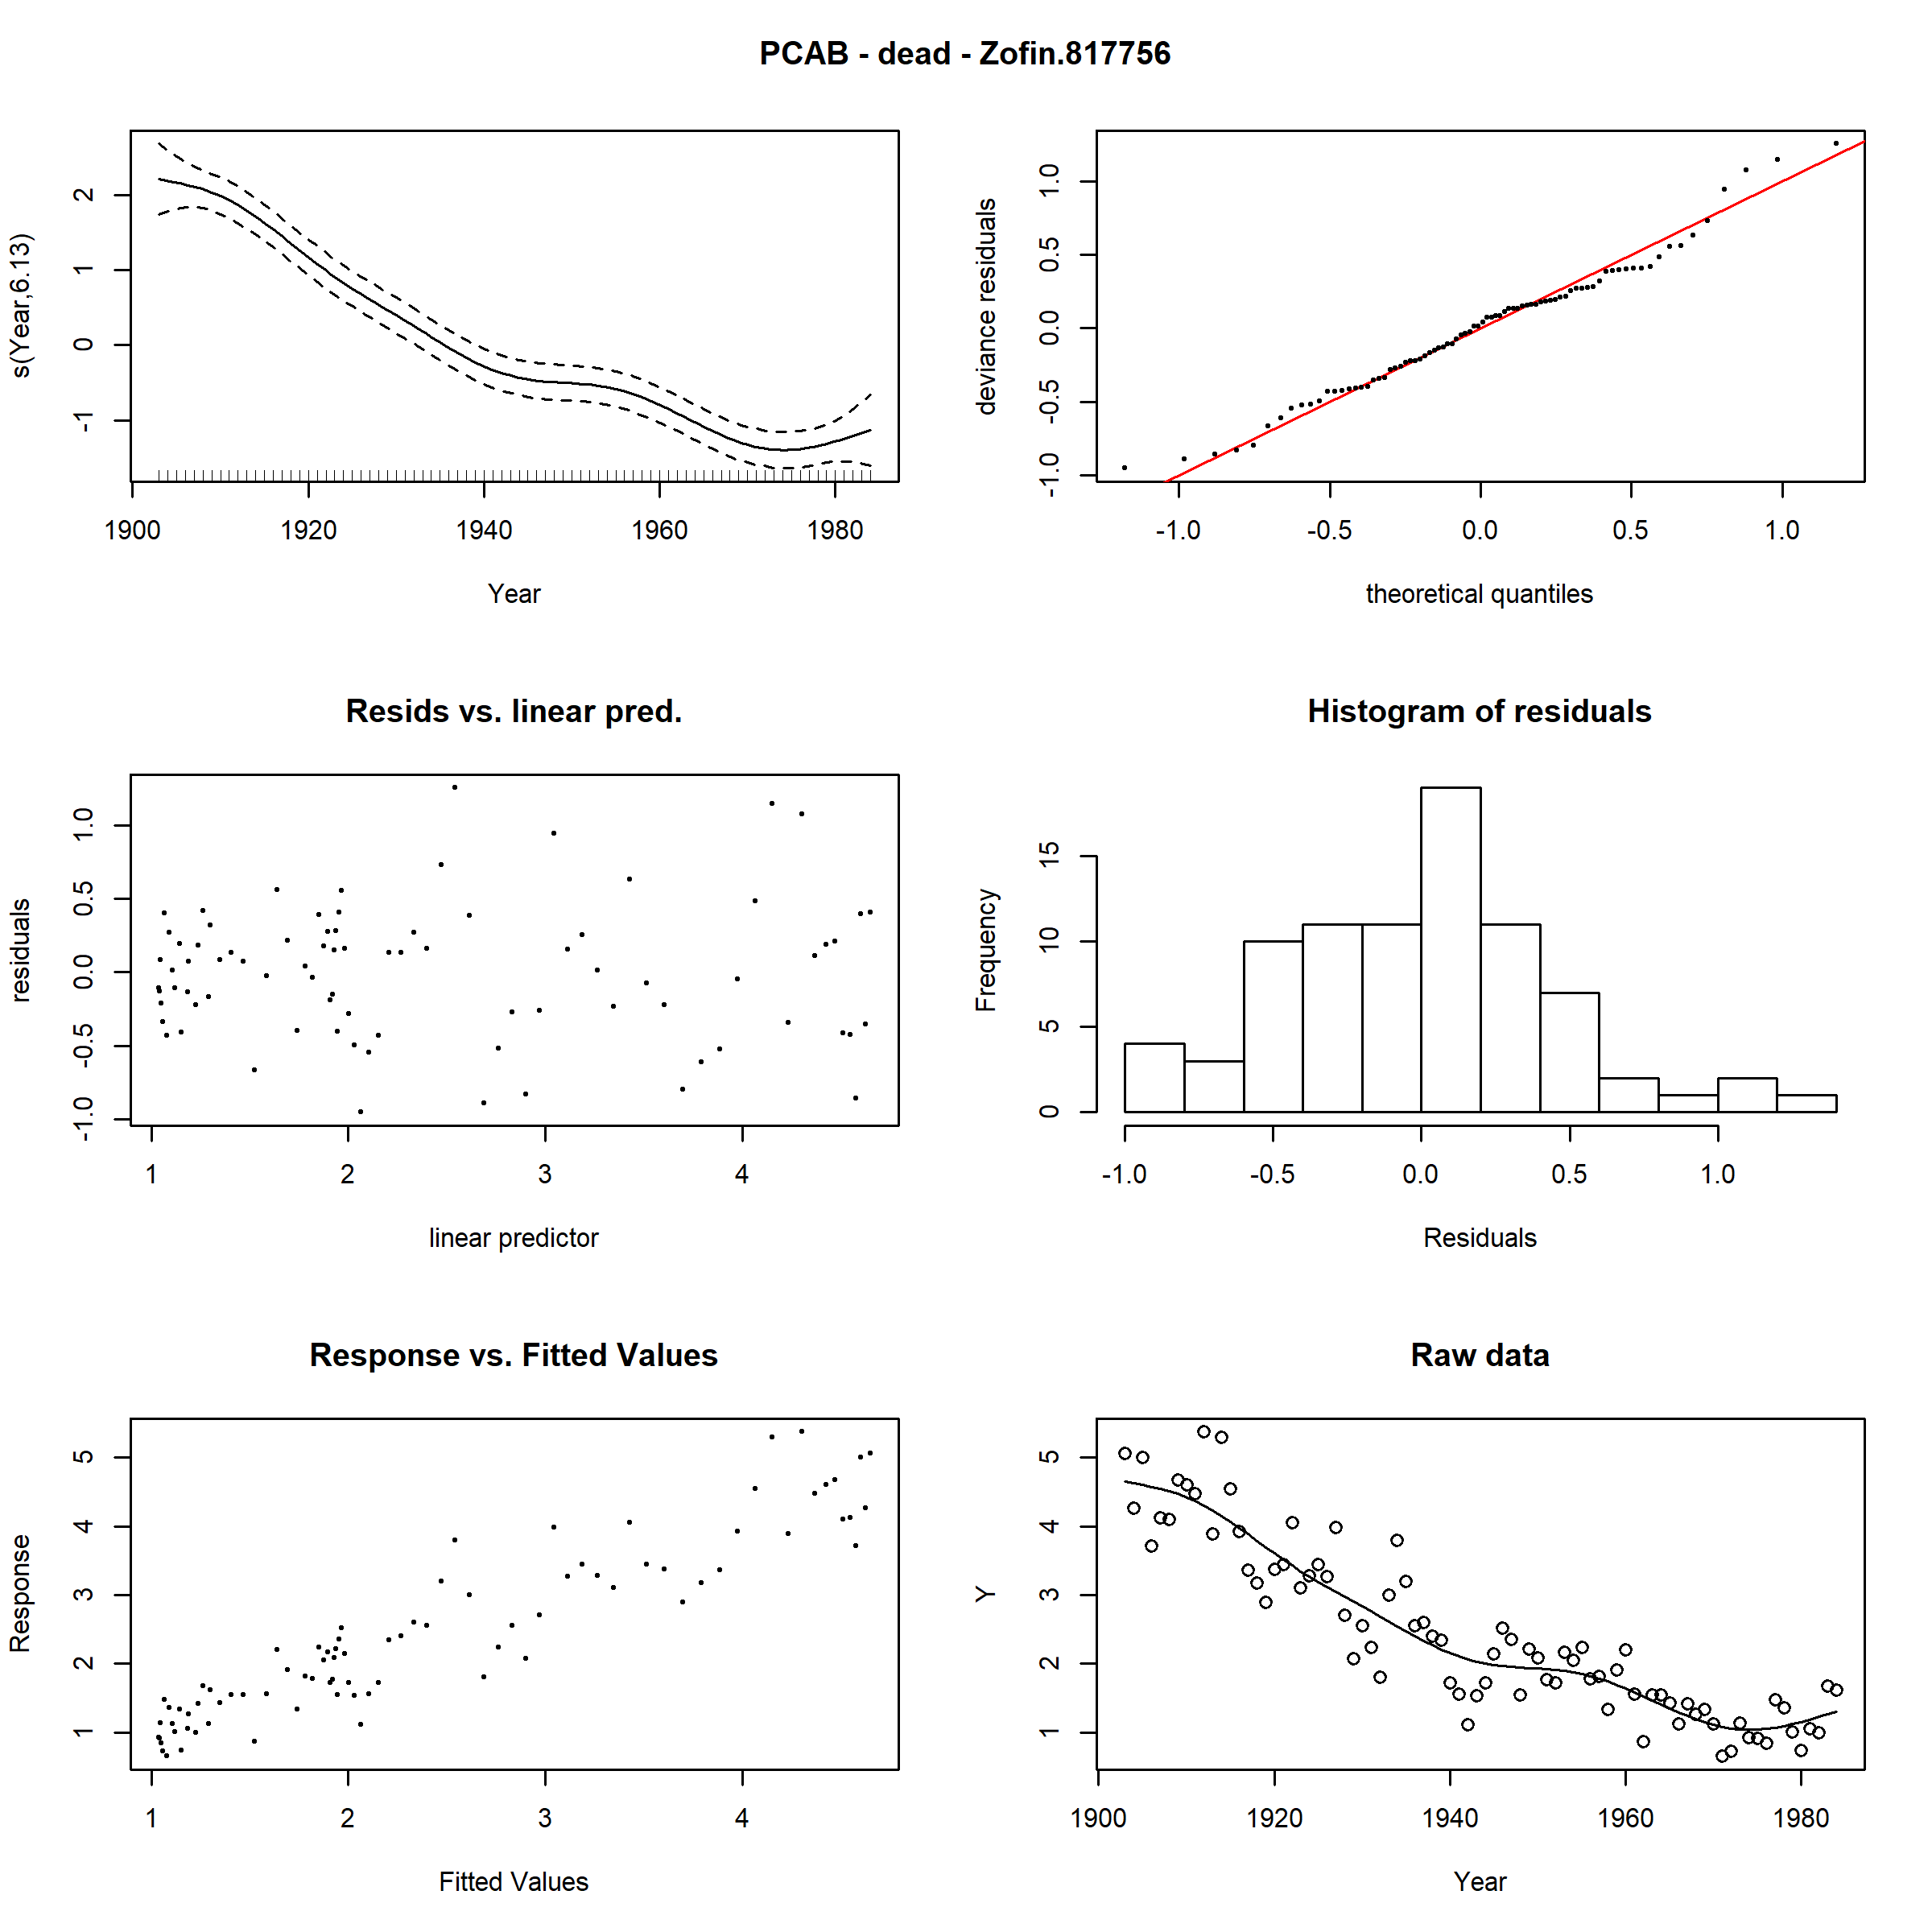 PCAB - dead - Zofin.817756
s(Year,6.13)
2
1
0
-1
1900 1920 1940 1960 1980
Year
deviance residuals
1.0
0.5
0.0
-0.5
-1.0
-1.0 -0.5 0.0 0.5 1.0
theoretical quantiles
Resids vs. linear pred.
residuals
1.0
0.5
0.0
-0.5
-1.0
1 2 3 4
linear predictor
Histogram of residuals
Frequency
15
10
5
0
-1.0 -0.5 0.0 0.5 1.0
Residuals
Response vs. Fitted Values
Response
5
4
3
2
1
1 2 3 4
Fitted Values
Raw data
Y
5
4
3
2
1
1900 1920 1940 1960 1980
Year